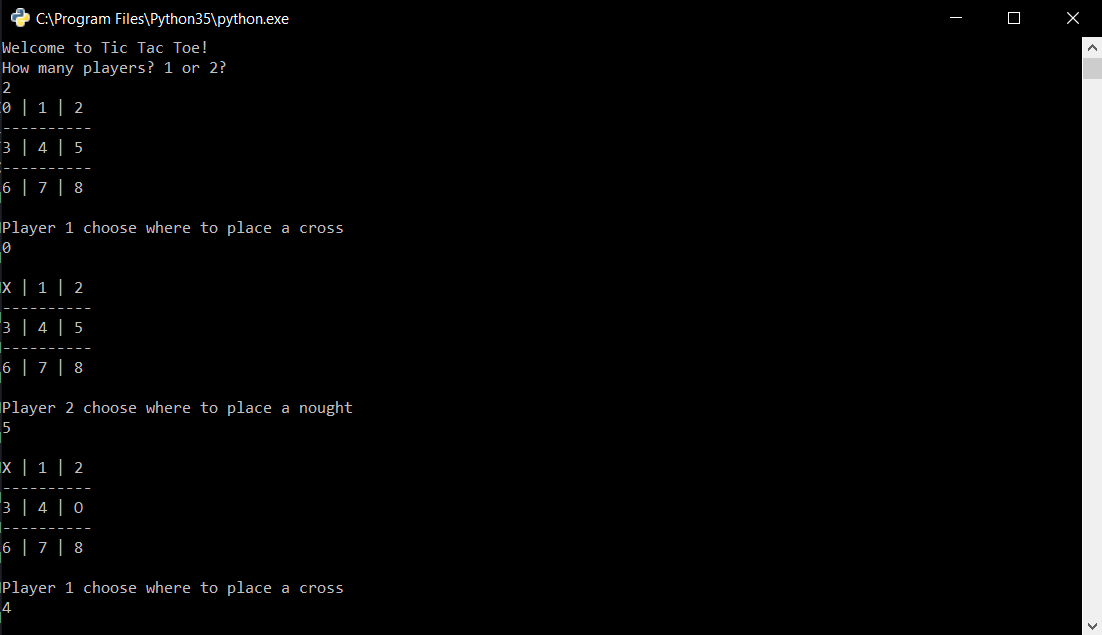 C:\Program Files\Python35\python.exe
Welcome to Tic Tac Toe!
How many players? 1 or 2?
2
0 | 1 | 2
----------
3 | 4 | 5
----------
6 | 7 | 8
Player 1 choose where to place a cross
0
X | 1 | 2
----------
3 | 4 | 5
----------
6 | 7 | 8
Player 2 choose where to place a nought
5
X | 1 | 2
----------
3 | 4 | O
----------
6 | 7 | 8
Player 1 choose where to place a cross
4